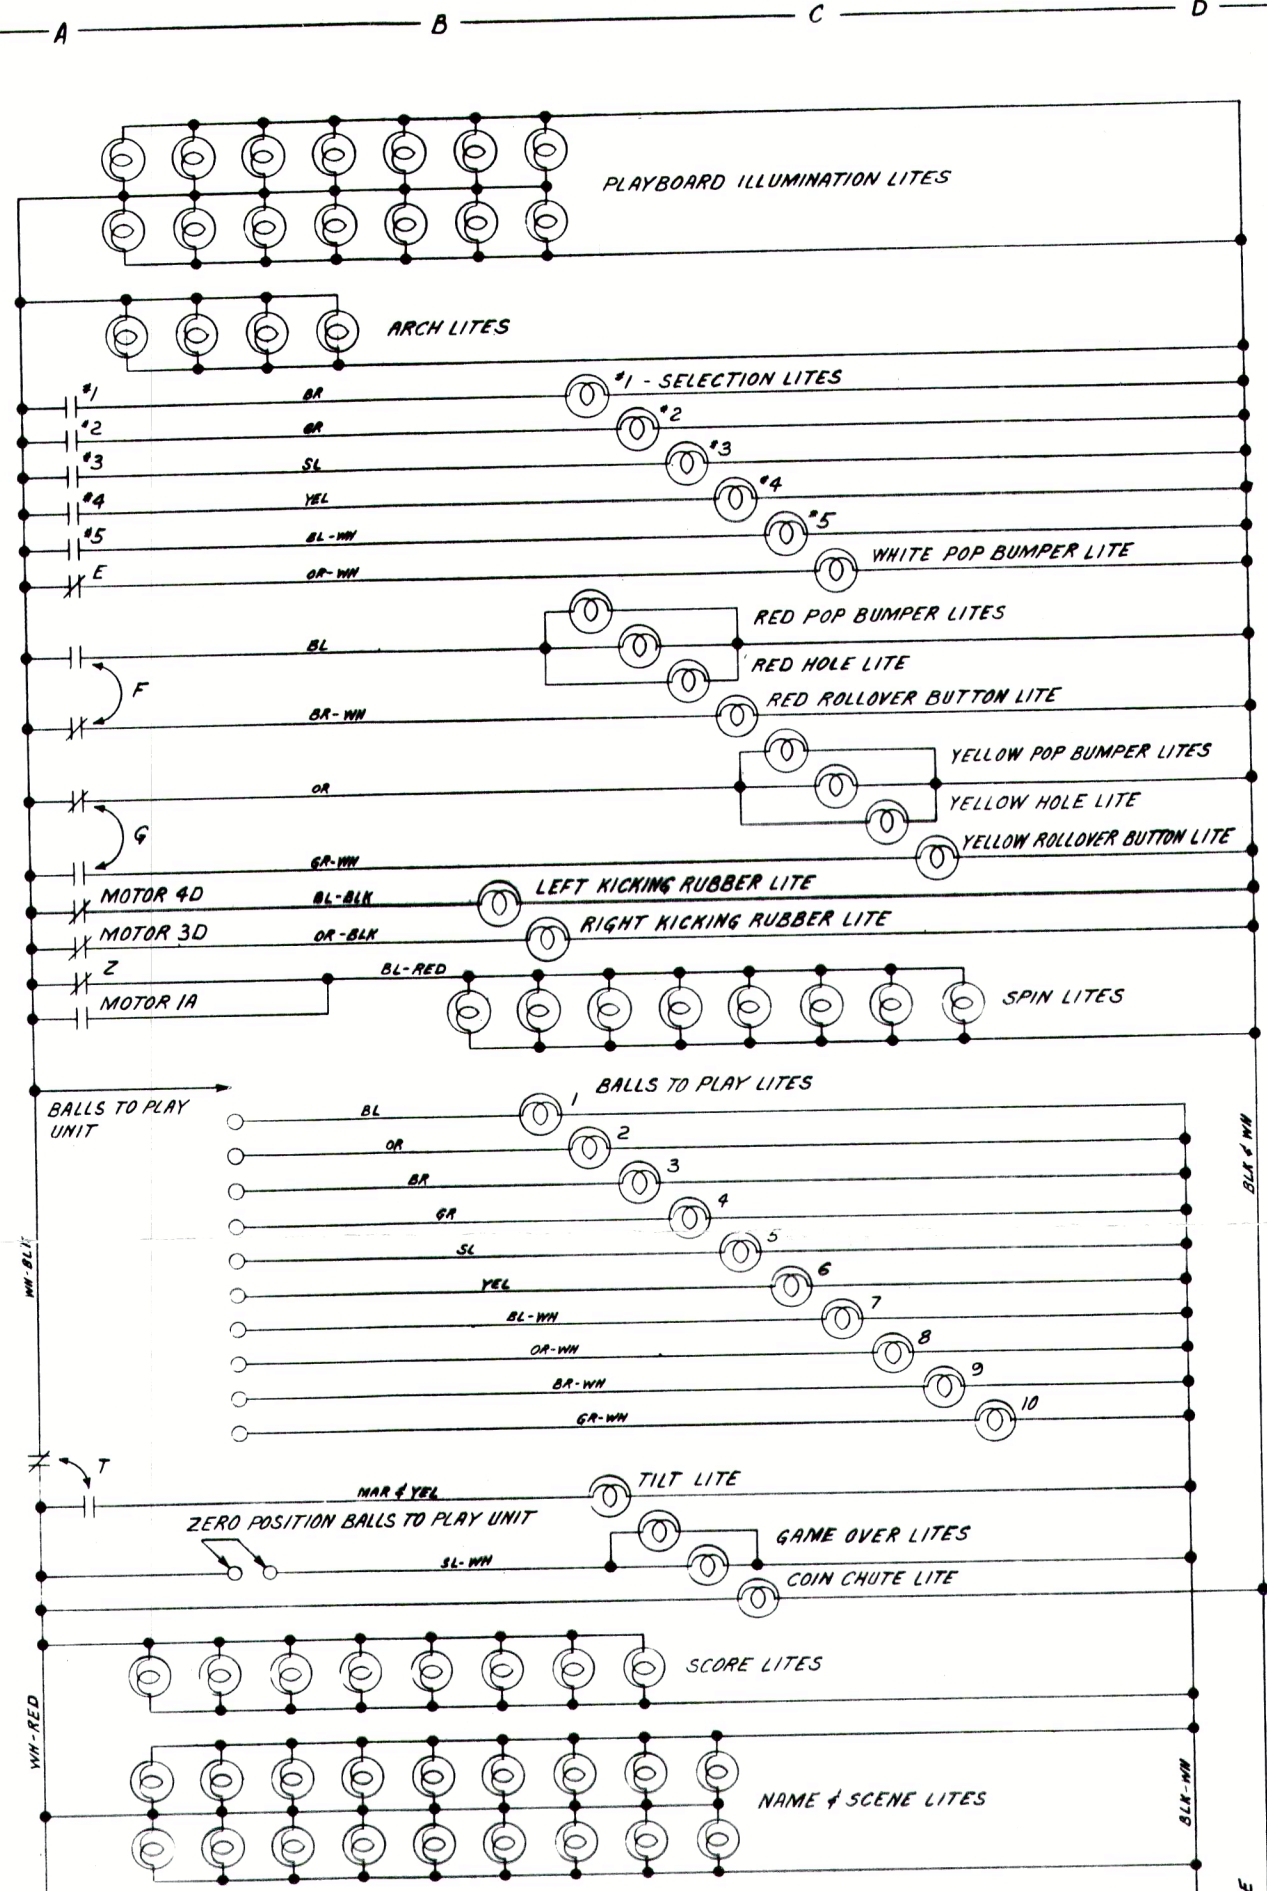 A B C D
PLAYBOARD ILLUMINATION LITES
ARCH LITES
#1 BR #1 - SELECTION LITES
#2 GR #2
#3 SL #3
#4 YEL #4
#5 BL-WH #5
E OR-WH WHITE POP BUMPER LITE
RED POP BUMPER LITES
BL
RED HOLE LITE
F
BR-WH RED ROLLOVER BUTTON LITE
YELLOW POP BUMPER LITES
OR
YELLOW HOLE LITE
G
GR-WH YELLOW ROLLOVER BUTTON LITE
MOTOR 4D BL-BLK LEFT KICKING RUBBER LITE
MOTOR 3D OR-BLK RIGHT KICKING RUBBER LITE
Z BL-RED
MOTOR 1A SPIN LITES
BALLS TO PLAY LITES
BALLS TO PLAY
UNIT
BL 1
OR 2
BR 3
GR 4
SL 5
YEL 6
BL-WH 7
OR-WH 8
BR-WH 9
GR-WH 10
BLK & WH
WH-BLK
T
MAR & YEL TILT LITE
ZERO POSITION BALLS TO PLAY UNIT
GAME OVER LITES
SL-WH
COIN CHUTE LITE
SCORE LITES
WH-RED
NAME & SCENE LITES
BLK-WH
E